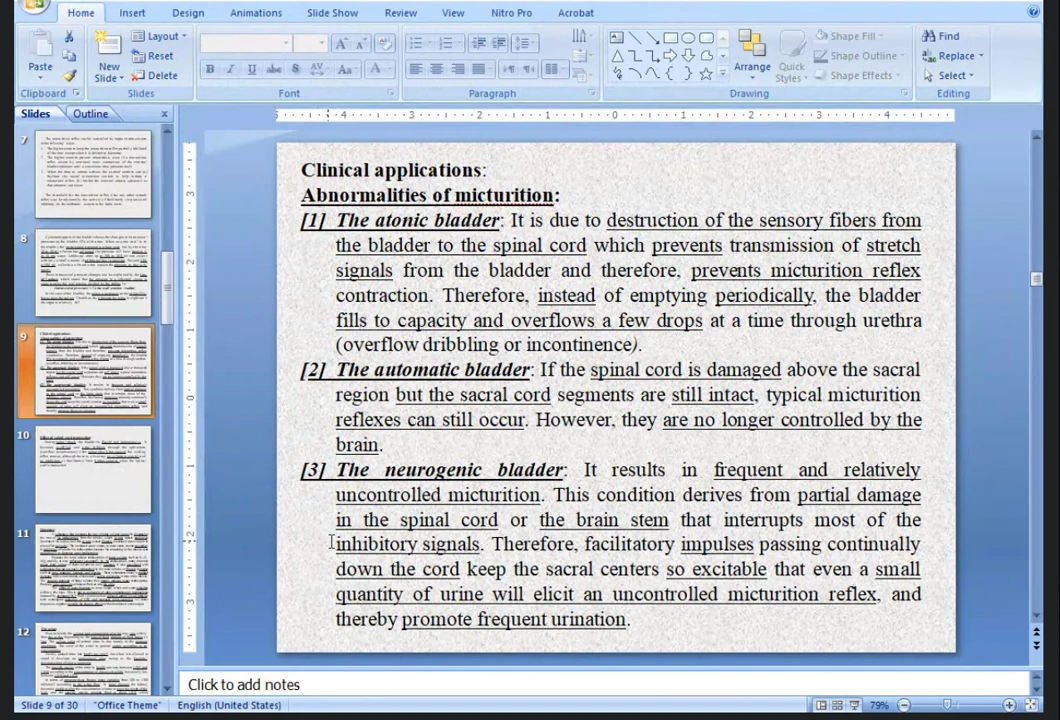 Home Insert Design Animations Slide Show Review View Nitro Pro Acrobat
Paste
New
Slide
Layout
Reset
Delete
Arrange
Quick
Styles
Shape Fill
Shape Outline
Shape Effects
Find
Replace
Select
Clipboard Slides Font Paragraph Drawing Editing
Slides Outline
7
8
9
10
11
12
Clinical applications:
Abnormalities of micturition:
[1] The atonic bladder: It is due to destruction of the sensory fibers from
the bladder to the spinal cord which prevents transmission of stretch
signals from the bladder and therefore, prevents micturition reflex
contraction. Therefore, instead of emptying periodically, the bladder
fills to capacity and overflows a few drops at a time through urethra
(overflow dribbling or incontinence).
[2] The automatic bladder: If the spinal cord is damaged above the sacral
region but the sacral cord segments are still intact, typical micturition
reflexes can still occur. However, they are no longer controlled by the
brain.
[3] The neurogenic bladder: It results in frequent and relatively
uncontrolled micturition. This condition derives from partial damage
in the spinal cord or the brain stem that interrupts most of the
inhibitory signals. Therefore, facilitatory impulses passing continually
down the cord keep the sacral centers so excitable that even a small
quantity of urine will elicit an uncontrolled micturition reflex, and
thereby promote frequent urination.
Click to add notes
Slide 9 of 30 "Office Theme" English (United States) 79%